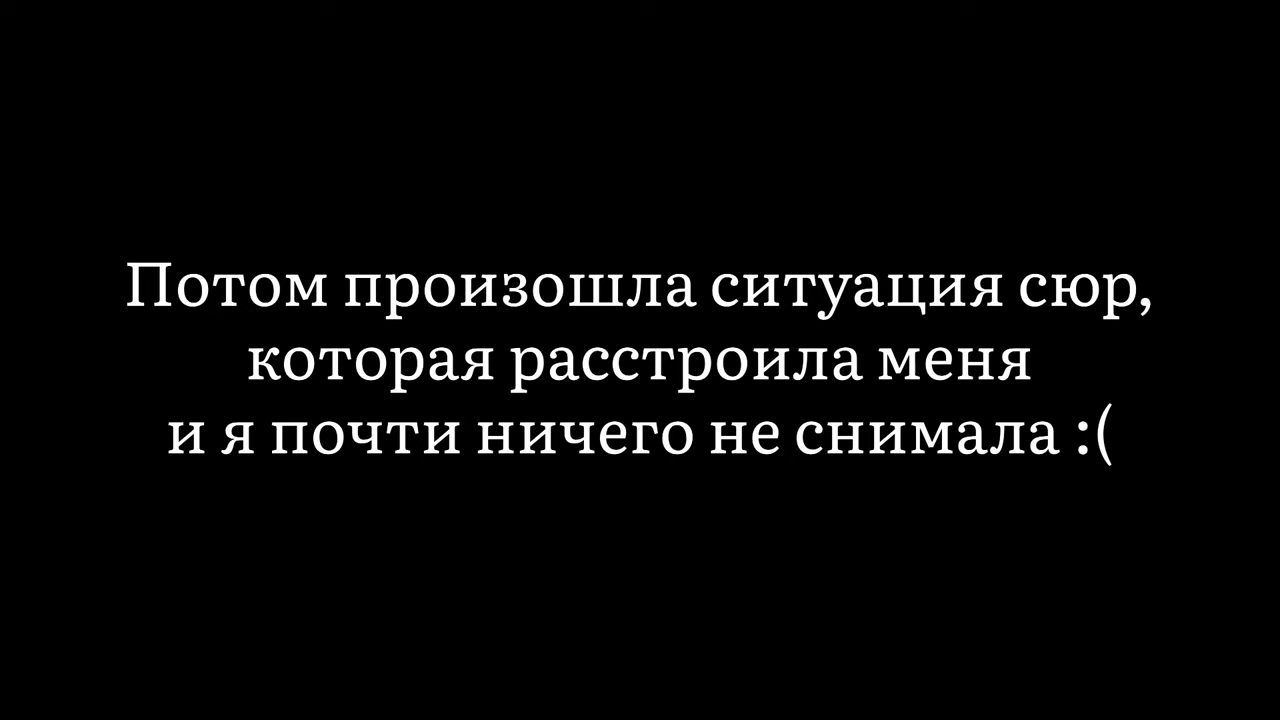 Потом произошла ситуация сюр,
которая расстроила меня
и я почти ничего не снимала :(